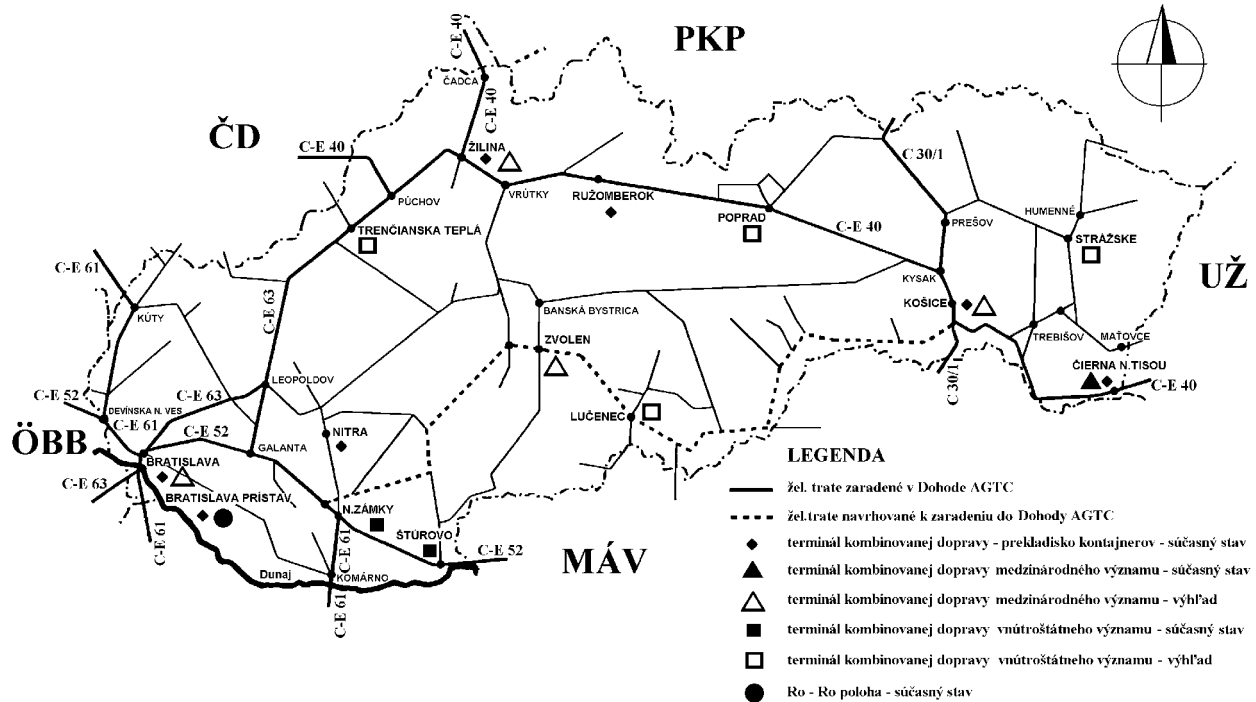 C-E 40
PKP
ČADCA
C-E 40
ČD
C-E 40
ŽILINA
C 30/1
VRÚTKY
PÚCHOV
RUŽOMBEROK
POPRAD
HUMENNÉ
PREŠOV
TRENČIANSKA TEPLÁ
C-E 40
STRÁŽSKE
C-E 61
UŽ
KYSAK
C-E 63
KOŠICE
BANSKÁ BYSTRICA
KÚTY
TREBIŠOV
MAŤOVCE
ZVOLEN
ČIERNA N.TISOU
C-E 40
LEOPOLDOV
C 30/1
C-E 52
C-E 63
DEVÍNSKA N. VES
C-E 61
LUČENEC
C-E 52
NITRA
ÖBB
GALANTA
BRATISLAVA
C-E 63
BRATISLAVA PRÍSTAV
N.ZÁMKY
C-E 61
C-E 61
ŠTÚROVO
C-E 52
MÁV
Dunaj
KOMÁRNO
C-E 61
LEGENDA
žel. trate zaradené v Dohode AGTC
žel.trate navrhované k zaradeniu do Dohody AGTC
terminál kombinovanej dopravy - prekladisko kontajnerov - súčasný stav
terminál kombinovanej dopravy medzinárodného významu - súčasný stav
terminál kombinovanej dopravy medzinárodného významu - výhľad
terminál kombinovanej dopravy vnútroštátneho významu - súčasný stav
terminál kombinovanej dopravy vnútroštátneho významu - výhľad
Ro - Ro poloha - súčasný stav